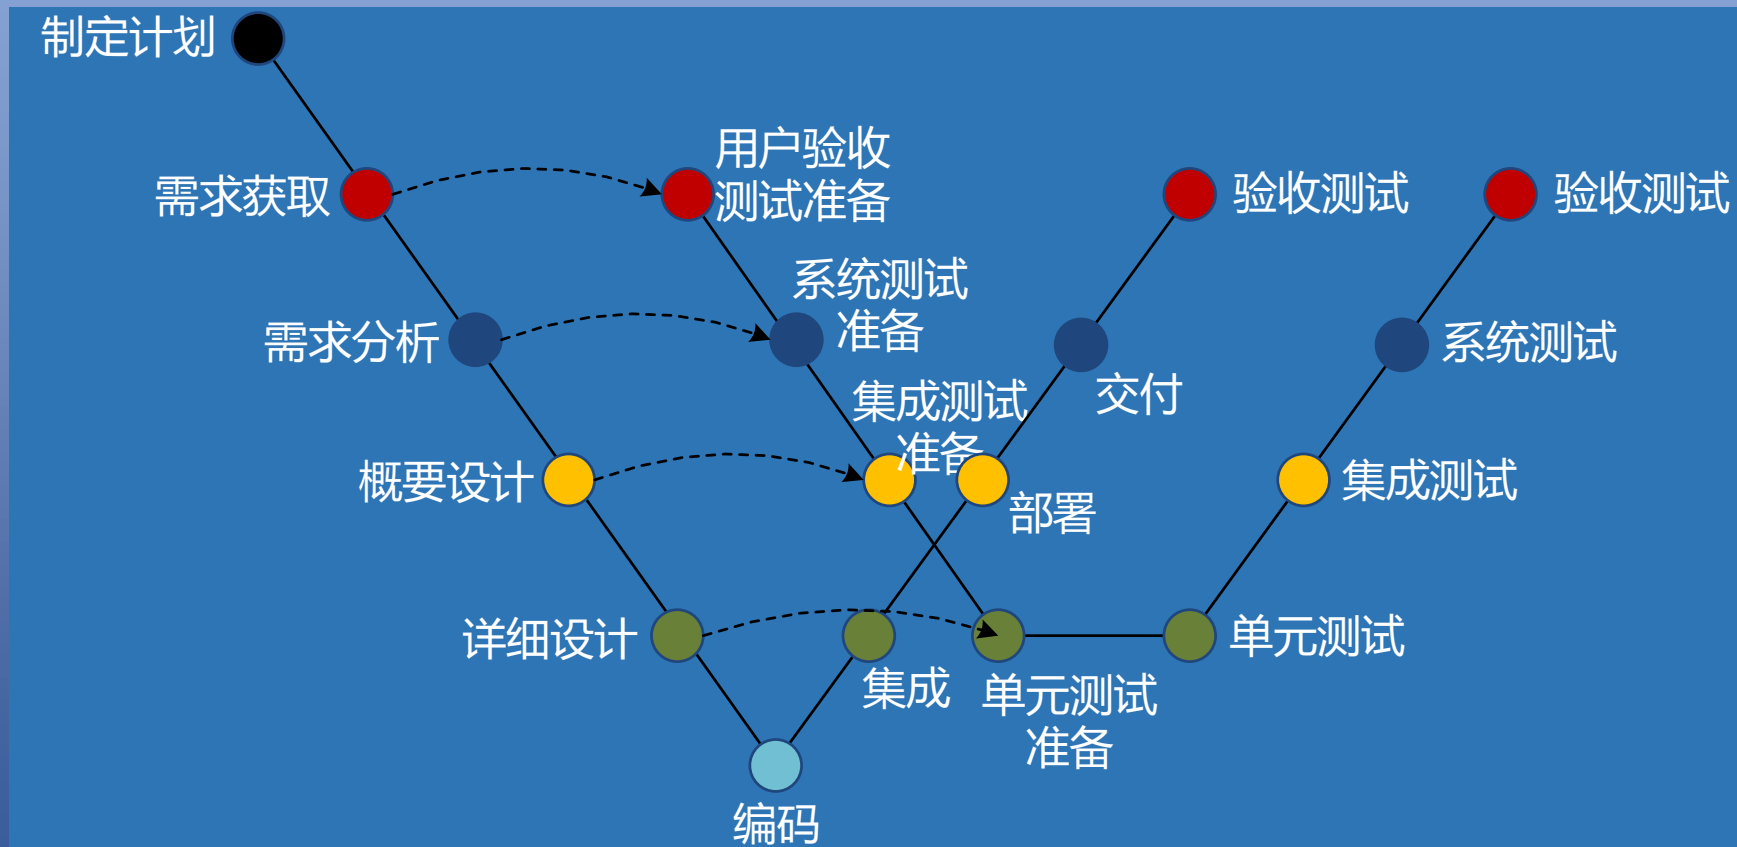 制定计划
用户验收
测试准备
需求获取
验收测试
验收测试
系统测试
准备
需求分析
交付
系统测试
集成测试
准备
概要设计
部署
集成测试
详细设计
集成
单元测试
准备
单元测试
编码